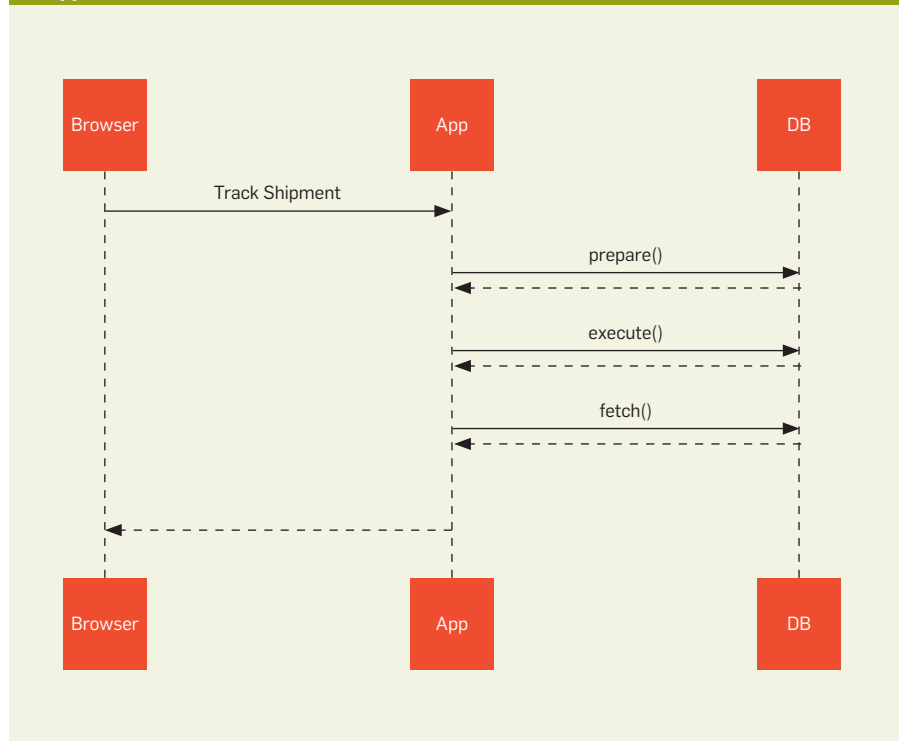 Browser
App
DB
Track Shipment
prepare()
execute()
fetch()
Browser
App
DB